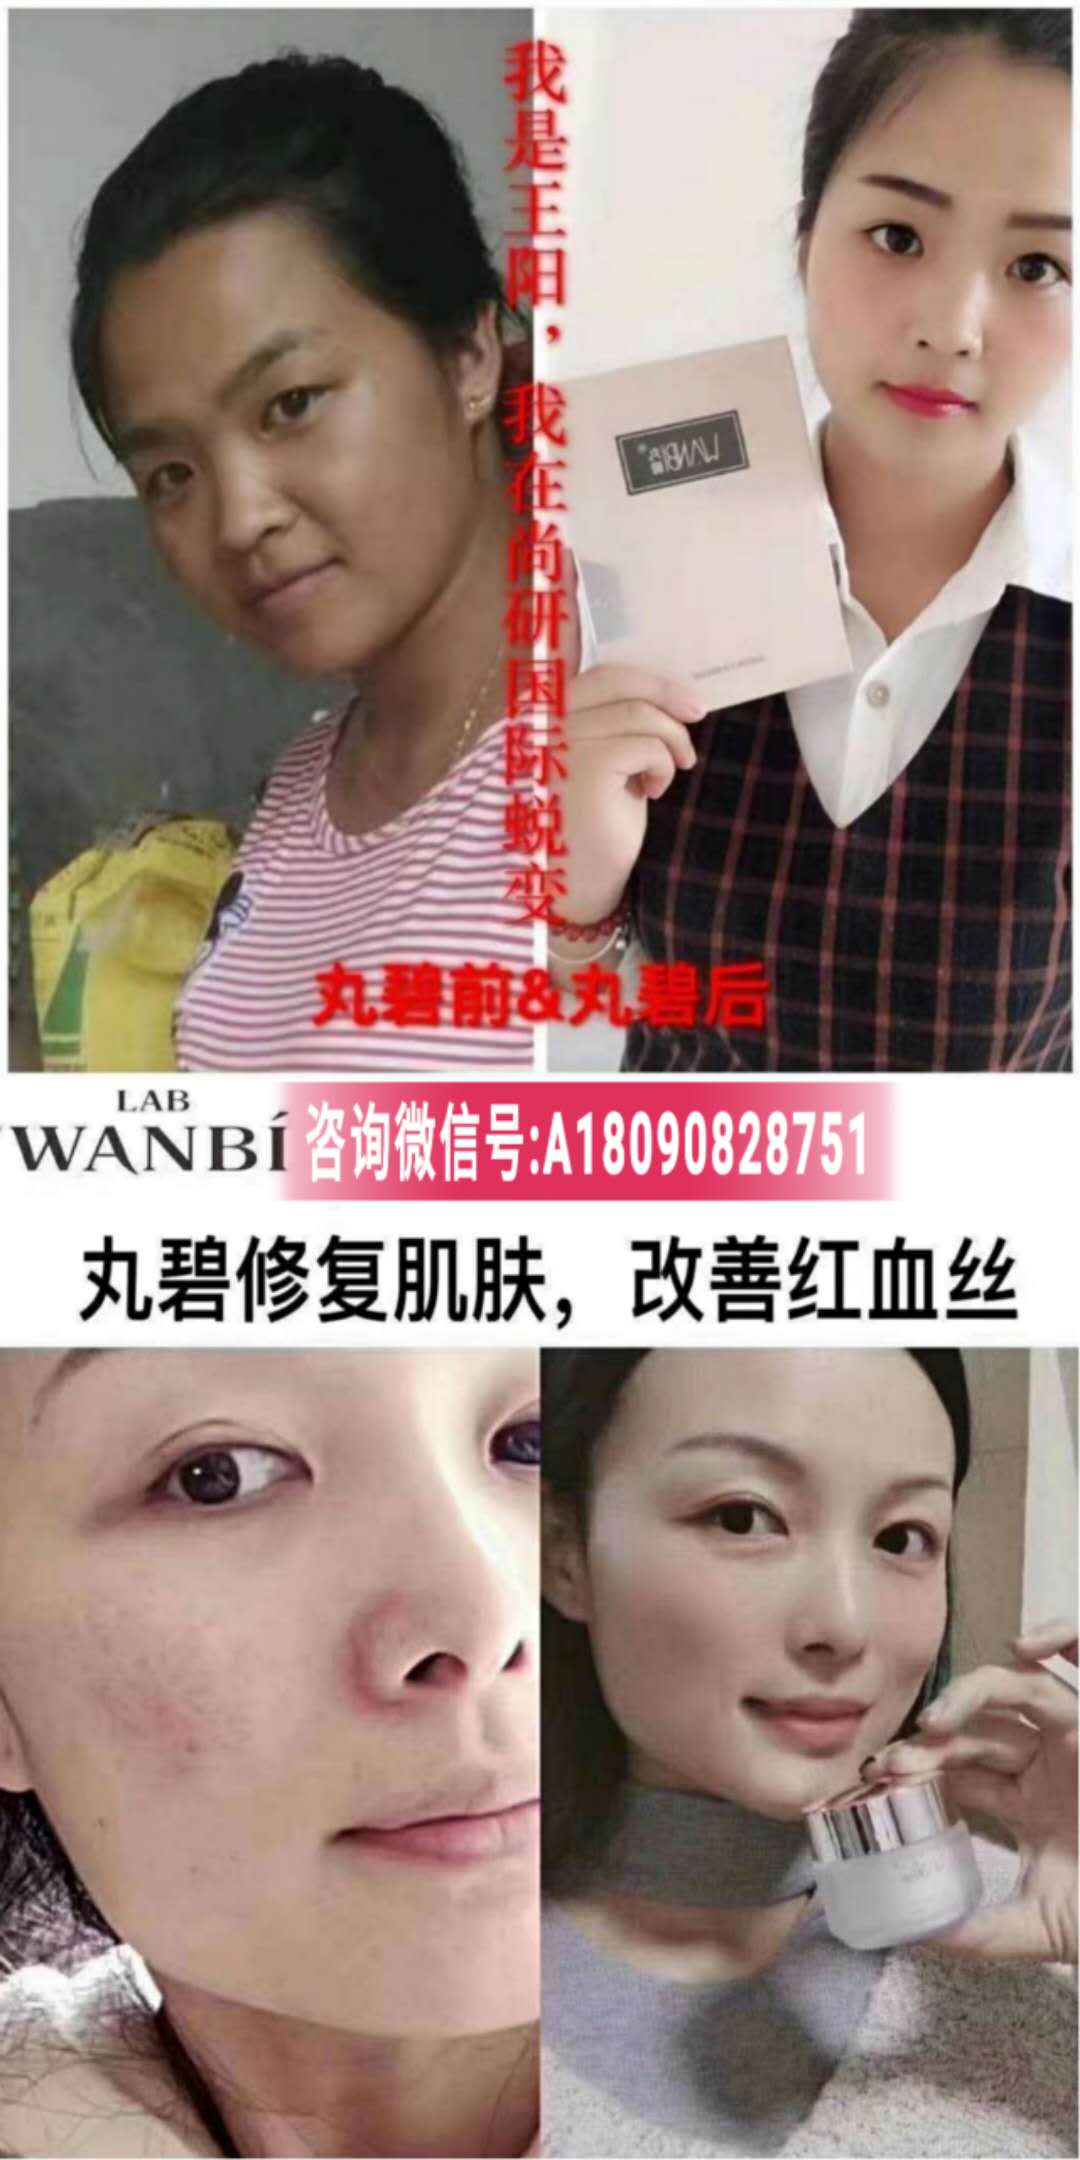 我是王阳，我在尚研国际蜕变
WANBI
丸碧前&丸碧后
LAB
WANBÍ
咨询微信号:A18090828751
丸碧修复肌肤，改善红血丝